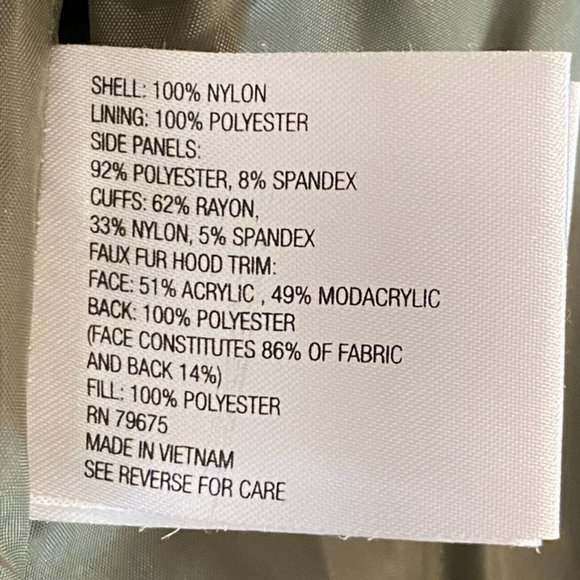 SHELL: 100% NYLON
LINING: 100% POLYESTER
SIDE PANELS:
92% POLYESTER, 8% SPANDEX
CUFFS: 62% RAYON,
33% NYLON, 5% SPANDEX
FAUX FUR HOOD TRIM:
FACE: 51% ACRYLIC , 49% MODACRYLIC
BACK: 100% POLYESTER
(FACE CONSTITUTES 86% OF FABRIC
AND BACK 14%)
FILL: 100% POLYESTER
RN 79675
MADE IN VIETNAM
SEE REVERSE FOR CARE